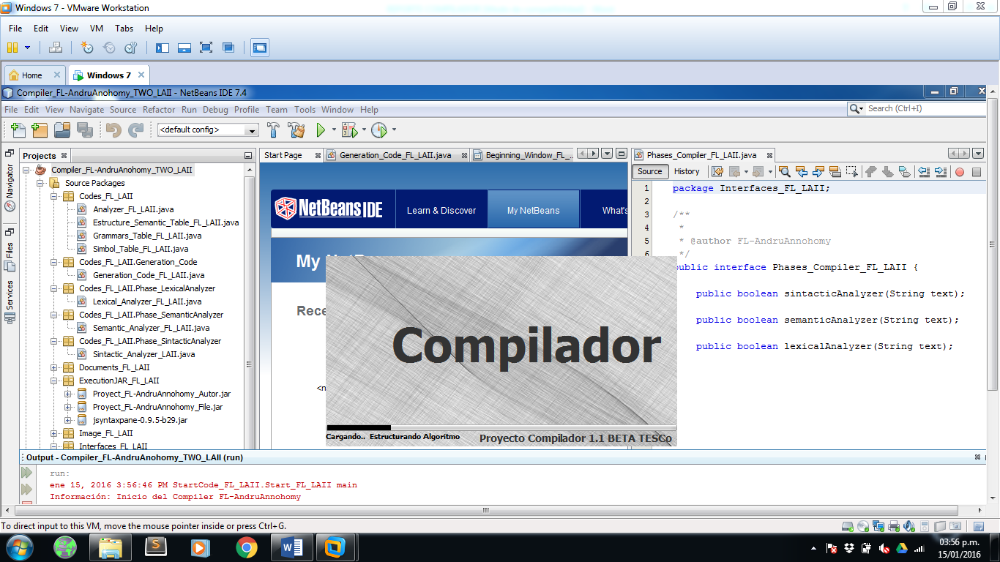 Windows 7 - VMware Workstation
File Edit View VM Tabs Help
Home Windows 7
Compiler_FL-AndruAnohomy_TWO_LAII - NetBeans IDE 7.4
File Edit View Navigate Source Refactor Run Debug Profile Team Tools Window Help
Search (Ctrl+I)
<default config>
Navigator
Files
Services
Projects
Compiler_FL-AndruAnohomy_TWO_LAII
Source Packages
Codes_FL_LAII
Analyzer_FL_LAII.java
Estructure_Semantic_Table_FL_LAII.java
Grammars_Table_FL_LAII.java
Simbol_Table_FL_LAII.java
Codes_FL_LAII.Generation_Code
Generation_Code_FL_LAII.java
Codes_FL_LAII.Phase_LexicalAnalyzer
Lexical_Analyzer_FL_LAII.java
Codes_FL_LAII.Phase_SemanticAnalyzer
Semantic_Analyzer_FL_LAII.java
Codes_FL_LAII.Phase_SintacticAnalyzer
Sintactic_Analyzer_LAII.java
Documents_FL_LAII
ExecutionJAR_FL_LAII
Proyect_FL-AndruAnnohomy_Autor.jar
Proyect_FL-AndruAnnohomy_File.jar
jsyntaxpane-0.9.5-b29.jar
Image_FL_LAII
Interfaces_FL_LAII
Start Page Generation_Code_FL_LAII.java Beginning_Window_FL_...
NetBeans IDE Learn & Discover My NetBeans What's
My
Rece
<n
Compilador
Cargando.. Estructurando Algoritmo Proyecto Compilador 1.1 BETA TESCo
Phases_Compiler_FL_LAII.java
Source History
1 package Interfaces_FL_LAII;
2
3 /**
4 *
5 * @author FL-AndruAnnohomy
6 */
public interface Phases_Compiler_FL_LAII {
public boolean sintacticAnalyzer(String text);
public boolean semanticAnalyzer(String text);
public boolean lexicalAnalyzer(String text);
Output - Compiler_FL-AndruAnohomy_TWO_LAII (run)
run:
ene 15, 2016 3:56:46 PM StartCode_FL_LAII.Start_FL_LAII main
Información: Inicio del Compiler FL-AndruAnnohomy
To direct input to this VM, move the mouse pointer inside or press Ctrl+G.
03:56 p.m.
15/01/2016